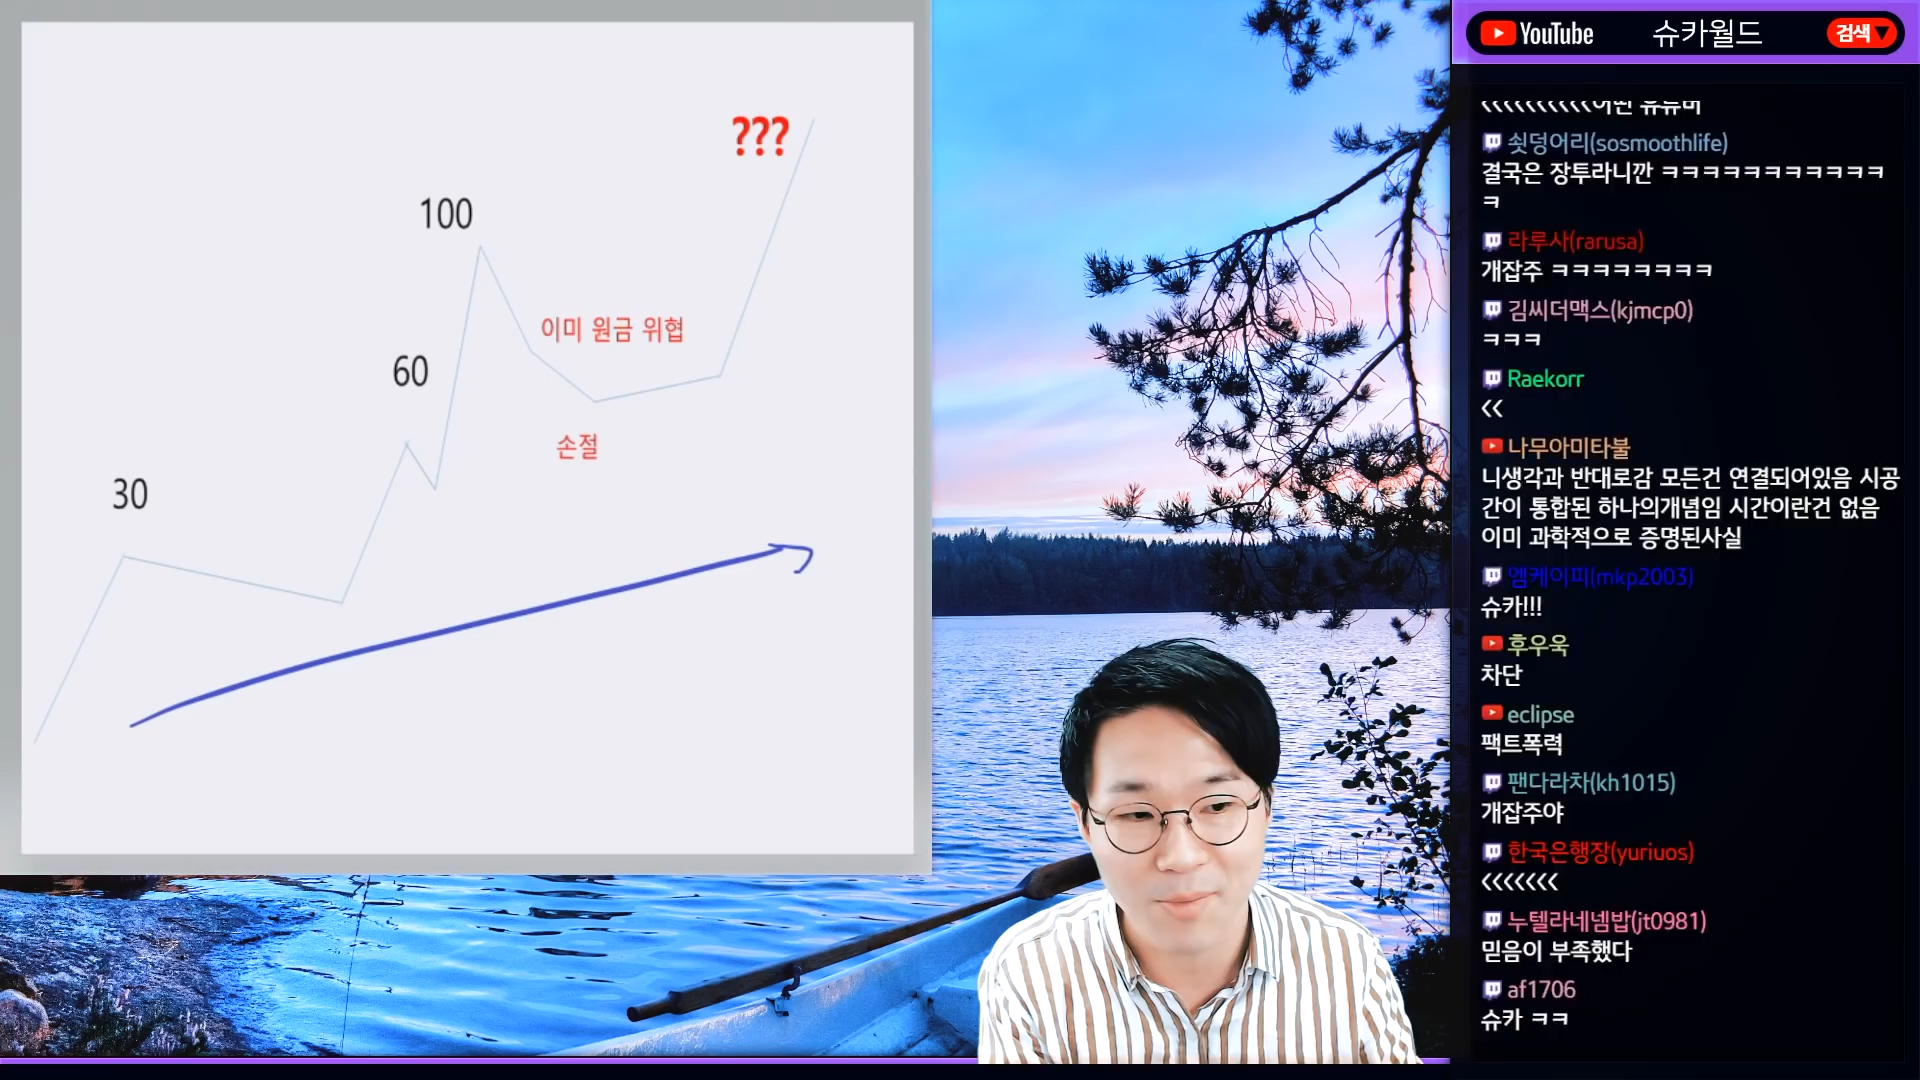 ???
100
이미 원금 위협
60
손절
30
YouTube 슈카월드 검색▼
쇳덩어리(sosmoothlife)
결국은 장투라니깐 ㅋㅋㅋㅋㅋㅋㅋㅋㅋㅋㅋ
ㅋ
라루사(rarusa)
개잡주 ㅋㅋㅋㅋㅋㅋㅋㅋ
김씨더맥스(kjmcp0)
ㅋㅋㅋ
Raekorr
<<
나무아미타불
니생각과 반대로감 모든건 연결되어있음 시공
간이 통합된 하나의개념임 시간이란건 없음
이미 과학적으로 증명된사실
엠케이피(mkp2003)
슈카!!!
후우욱
차단
eclipse
팩트폭력
팬다라차(kh1015)
개잡주야
한국은행장(yuriuos)
<<<<<<<
누텔라네넴밥(jt0981)
믿음이 부족했다
af1706
슈카 ㅋㅋ